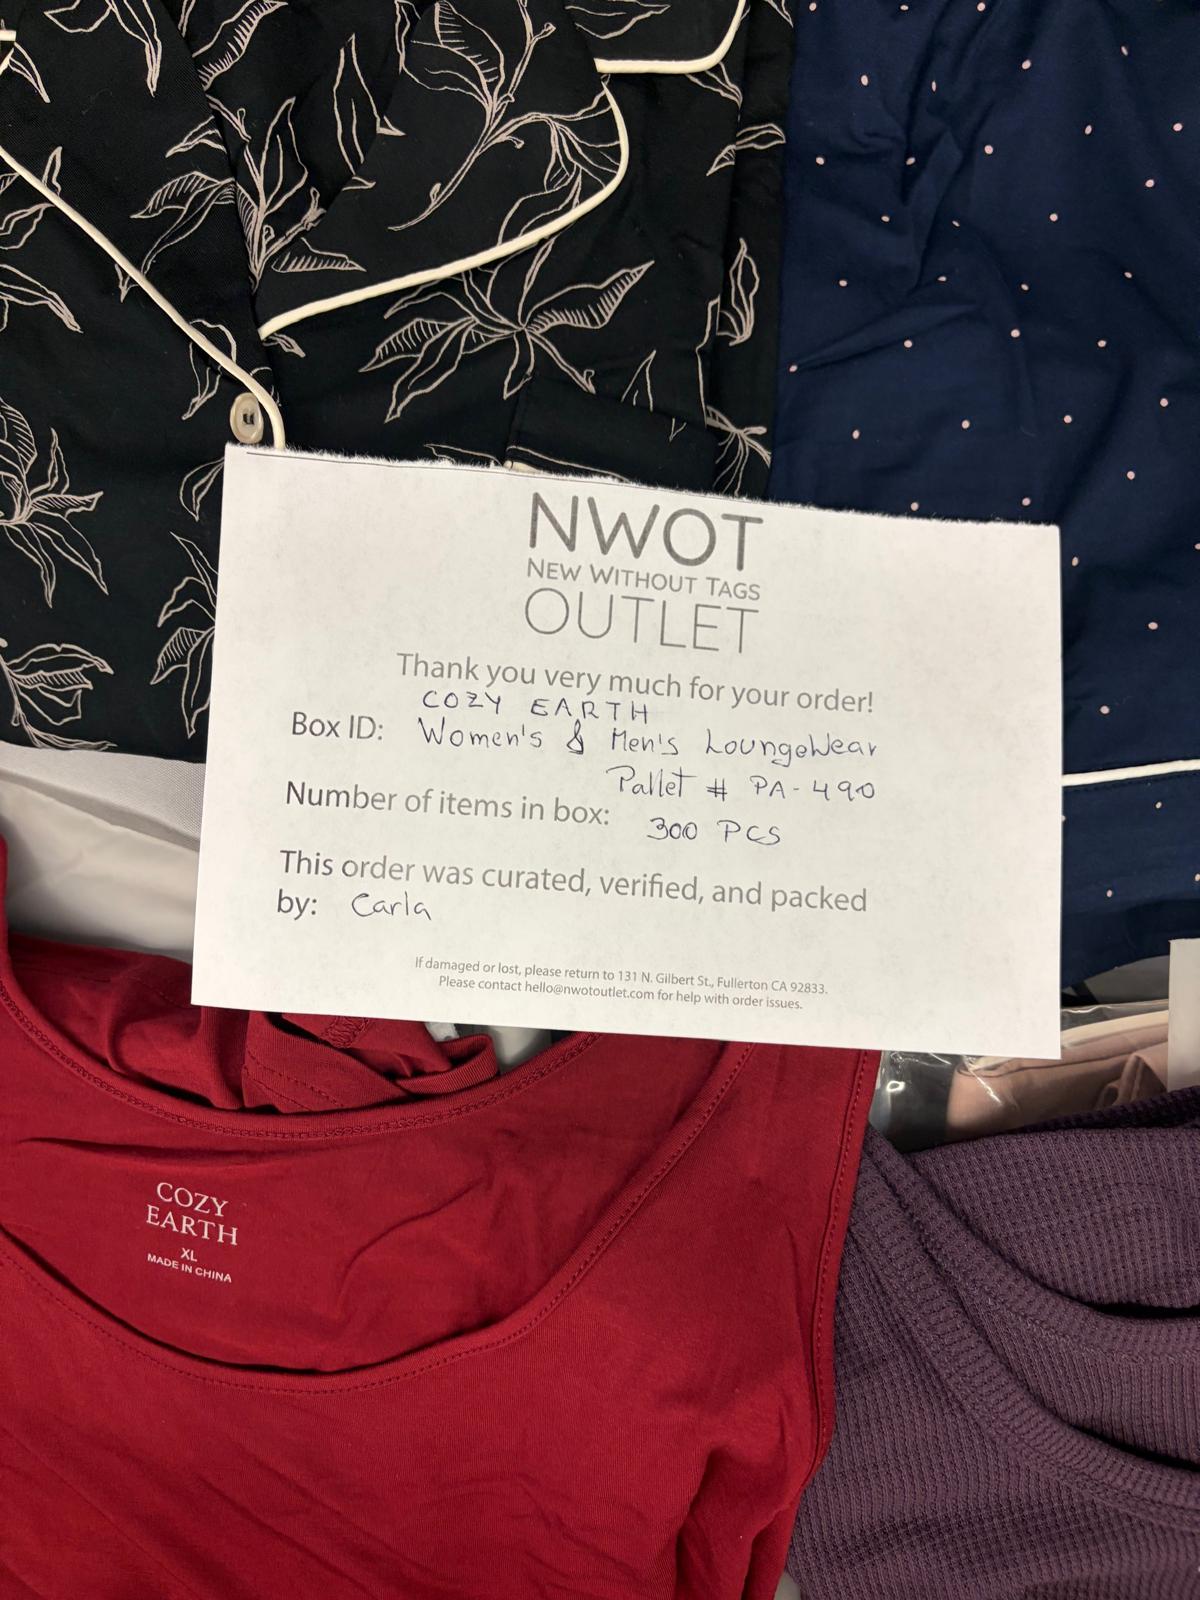 NWOT
NEW WITHOUT TAGS
OUTLET
Thank you very much for your order!
COZY EARTH
Box ID: Women's & Men's LoungeWear
Pallet # PA-490
Number of items in box: 300 PCS
This order was curated, verified, and packed
by: Carla
If damaged or lost, please return to 131 N. Gilbert St., Fullerton CA 92833.
Please contact hello@nwotoutlet.com for help with order issues.
COZY
EARTH
XL
MADE IN CHINA